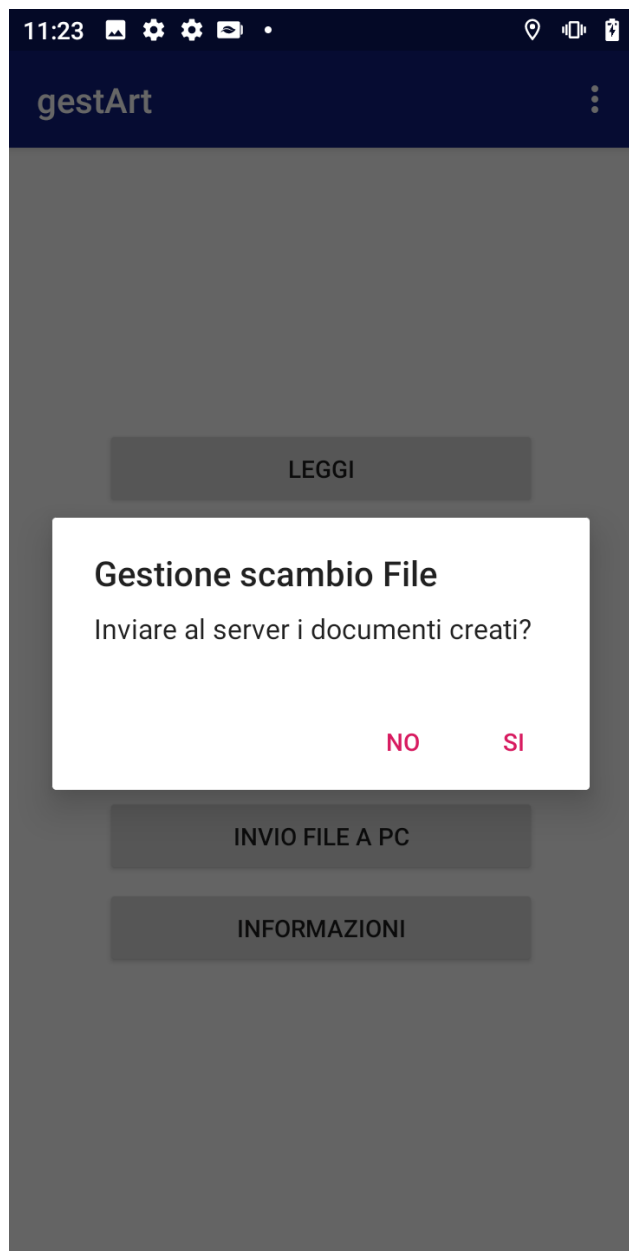 11:23
gestArt
LEGGI
Gestione scambio File
Inviare al server i documenti creati?
NO SI
INVIO FILE A PC
INFORMAZIONI